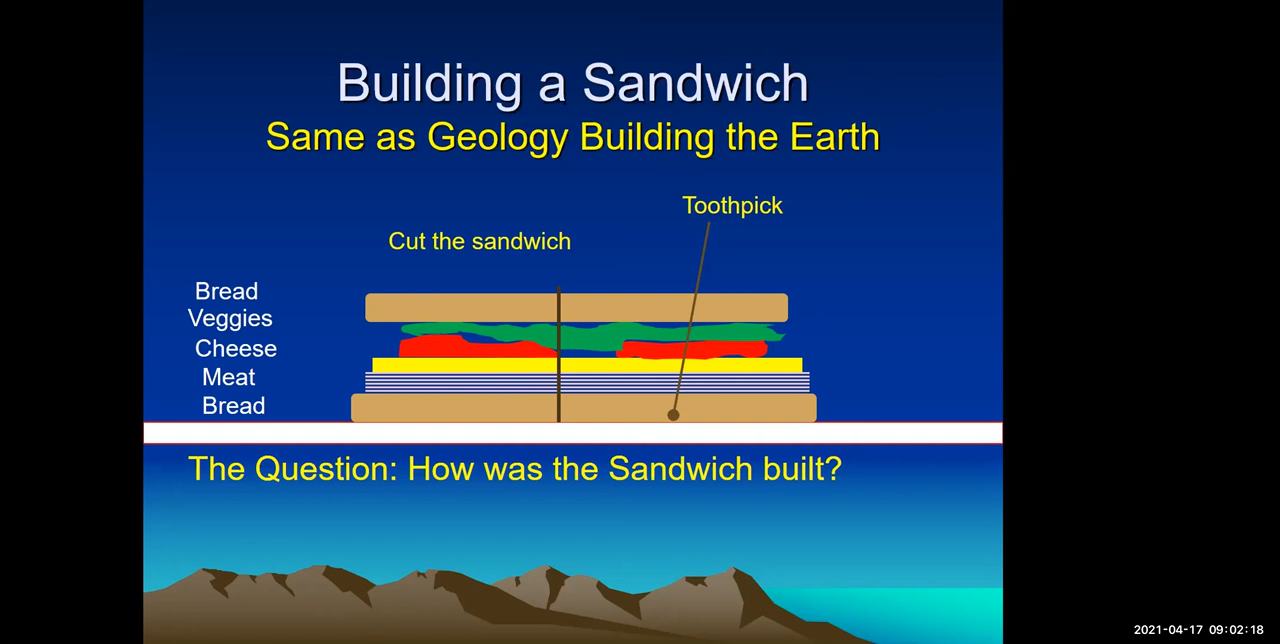 Building a Sandwich
Same as Geology Building the Earth
Toothpick
Cut the sandwich
Bread
Veggies
Cheese
Meat
Bread
The Question: How was the Sandwich built?
2021-04-17 09:02:18